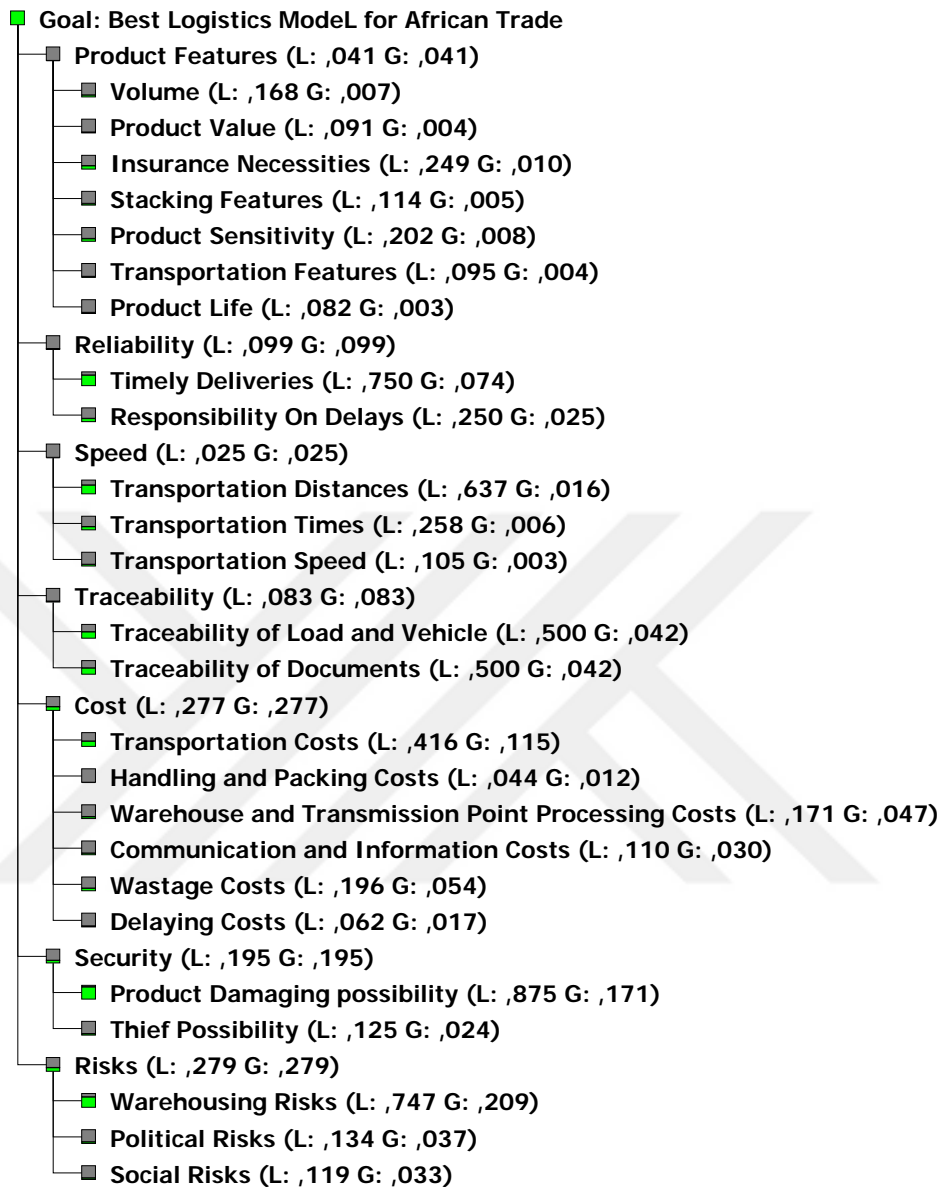 Goal: Best Logistics ModeL for African Trade
Product Features (L: ,041 G: ,041)
Volume (L: ,168 G: ,007)
Product Value (L: ,091 G: ,004)
Insurance Necessities (L: ,249 G: ,010)
Stacking Features (L: ,114 G: ,005)
Product Sensitivity (L: ,202 G: ,008)
Transportation Features (L: ,095 G: ,004)
Product Life (L: ,082 G: ,003)
Reliability (L: ,099 G: ,099)
Timely Deliveries (L: ,750 G: ,074)
Responsibility On Delays (L: ,250 G: ,025)
Speed (L: ,025 G: ,025)
Transportation Distances (L: ,637 G: ,016)
Transportation Times (L: ,258 G: ,006)
Transportation Speed (L: ,105 G: ,003)
Traceability (L: ,083 G: ,083)
Traceability of Load and Vehicle (L: ,500 G: ,042)
Traceability of Documents (L: ,500 G: ,042)
Cost (L: ,277 G: ,277)
Transportation Costs (L: ,416 G: ,115)
Handling and Packing Costs (L: ,044 G: ,012)
Warehouse and Transmission Point Processing Costs (L: ,171 G: ,047)
Communication and Information Costs (L: ,110 G: ,030)
Wastage Costs (L: ,196 G: ,054)
Delaying Costs (L: ,062 G: ,017)
Security (L: ,195 G: ,195)
Product Damaging possibility (L: ,875 G: ,171)
Thief Possibility (L: ,125 G: ,024)
Risks (L: ,279 G: ,279)
Warehousing Risks (L: ,747 G: ,209)
Political Risks (L: ,134 G: ,037)
Social Risks (L: ,119 G: ,033)